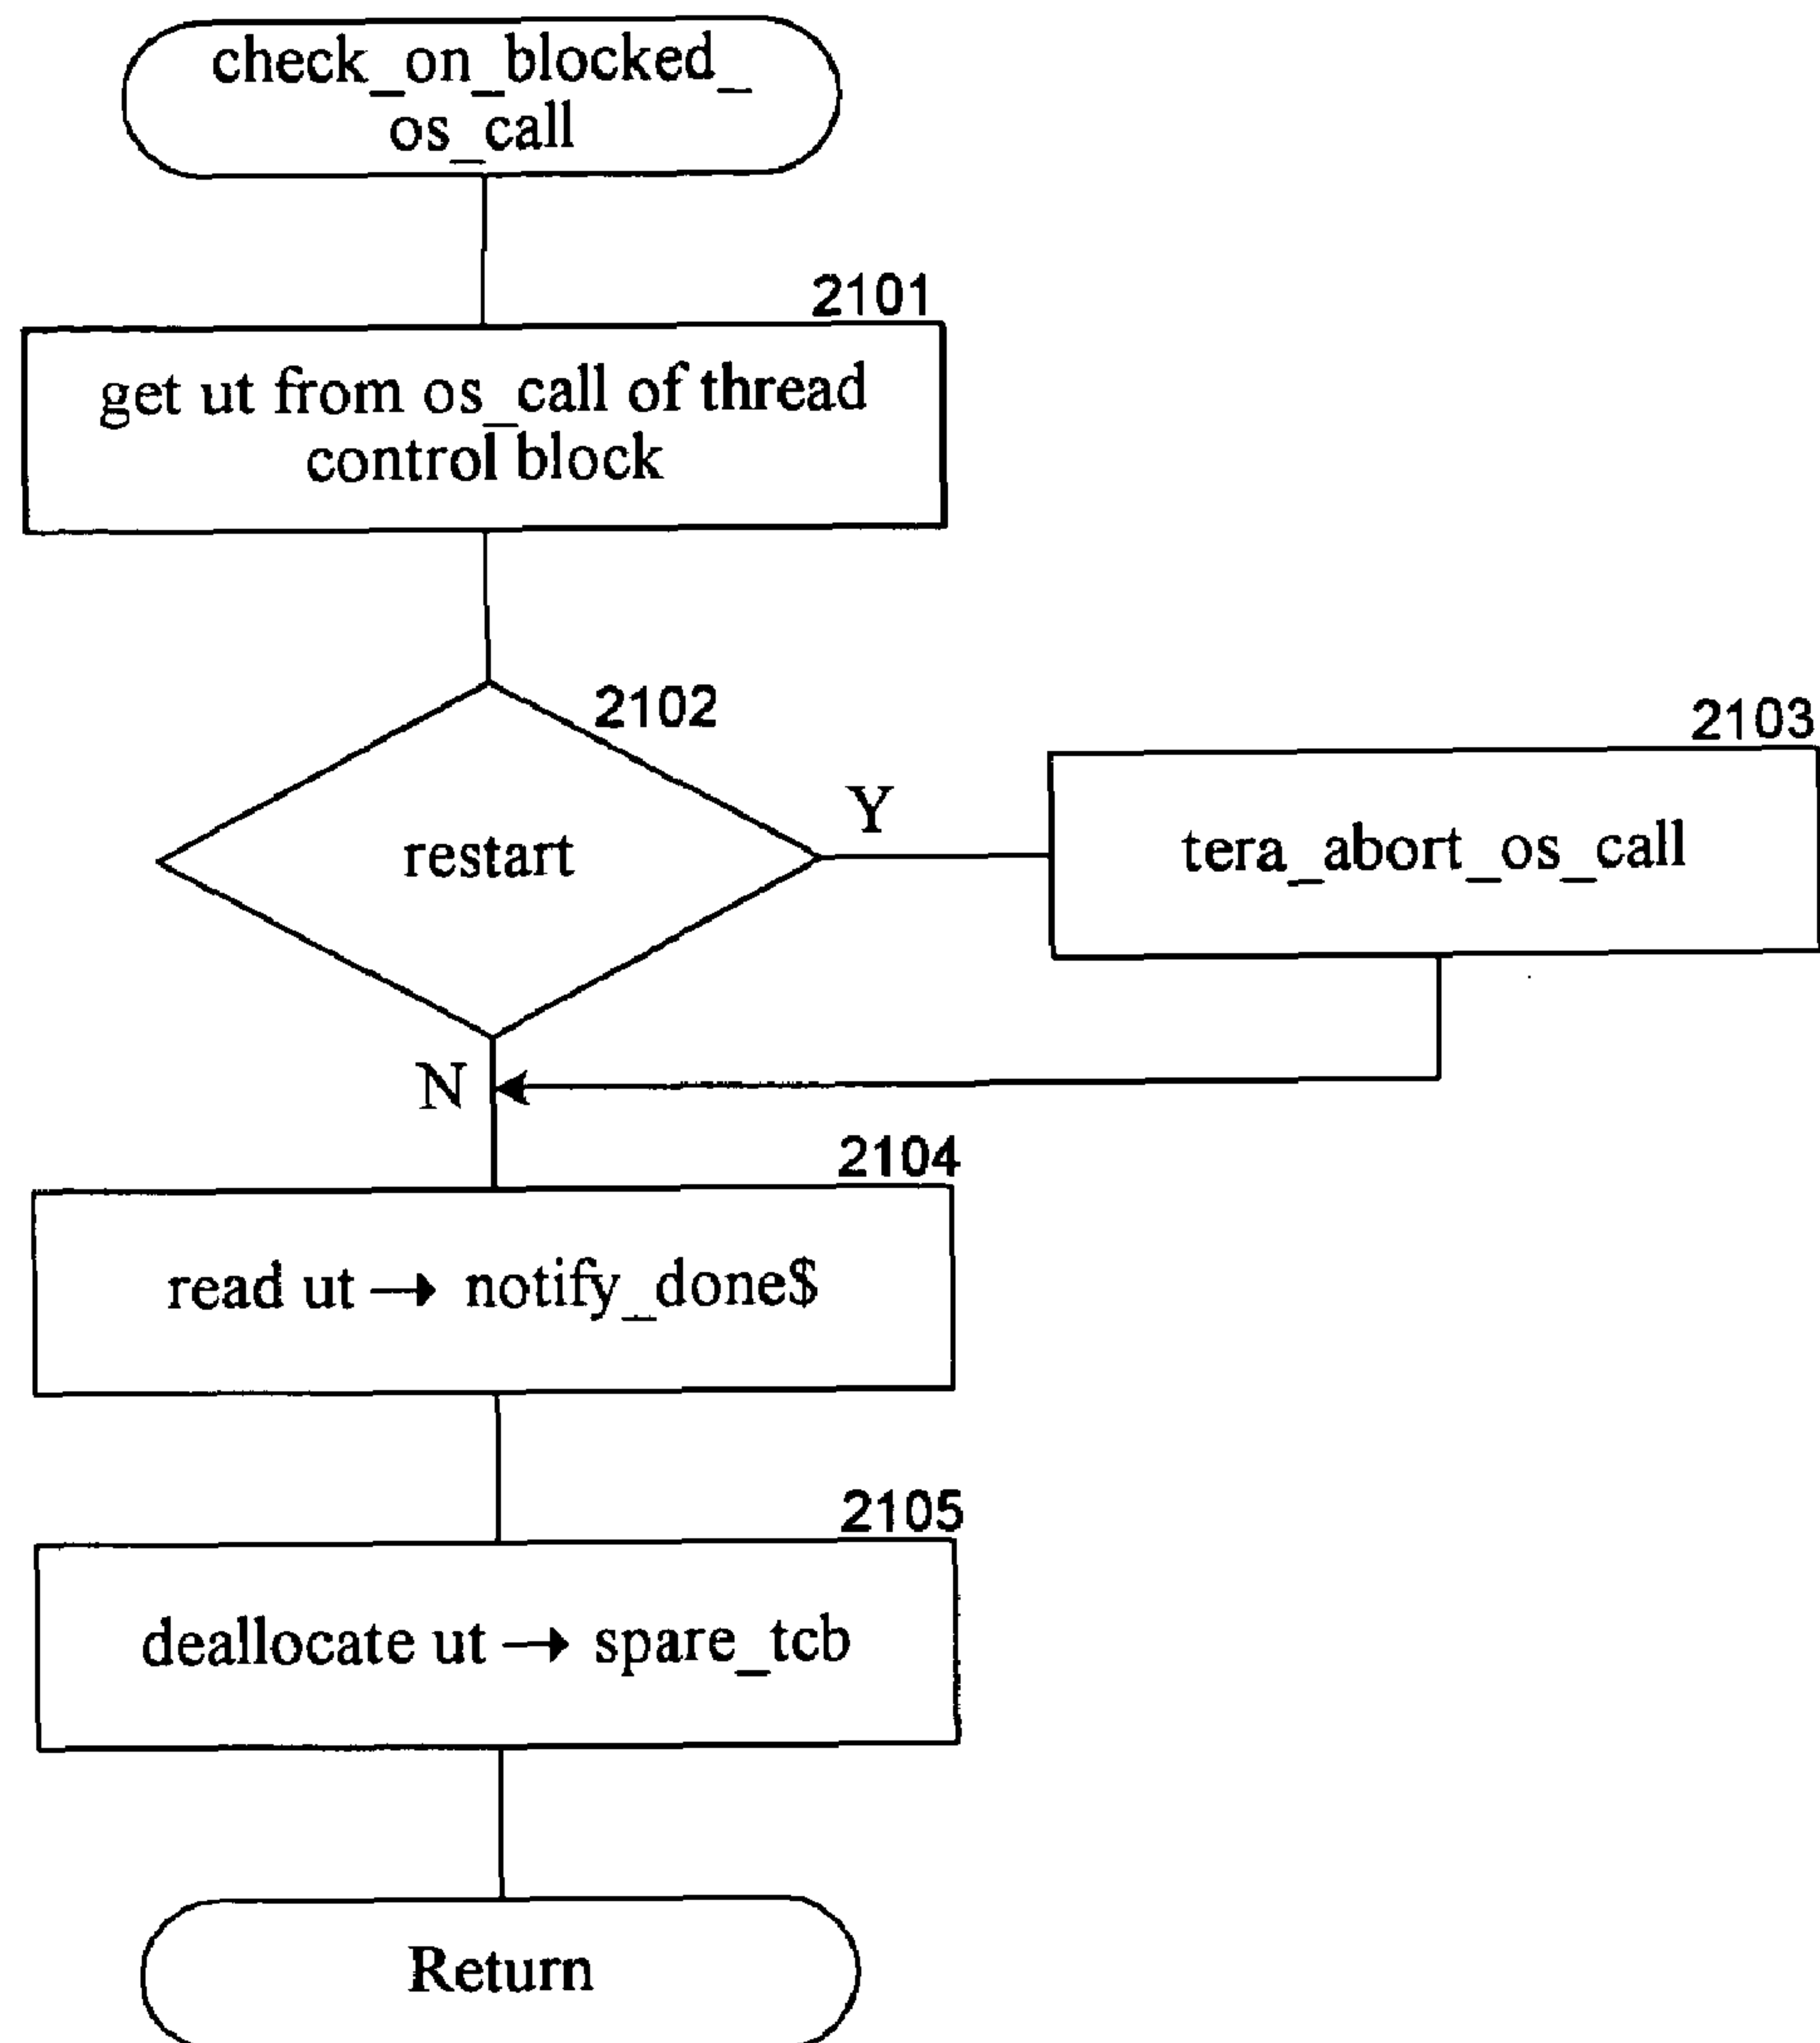 check_on_blocked_
os_call
2101
get ut from os_call of thread
control block
2102
restart
Y
2103
tera_abort_os_call
N
2104
read ut → notify_done$
2105
deallocate ut → spare_tcb
Return